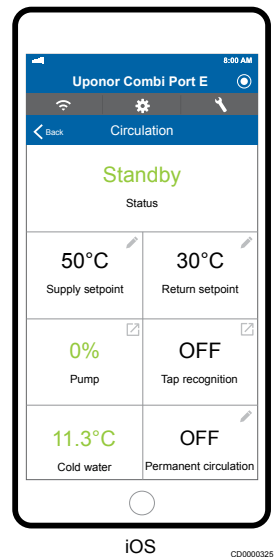 8:00 AM
Uponor Combi Port E
Back
Circulation
Standby
Status
50°C
30°C
Supply setpoint
Return setpoint
0%
OFF
Pump
Tap recognition
11.3°C
OFF
Cold water
Permanent circulation
iOS
CD0000325